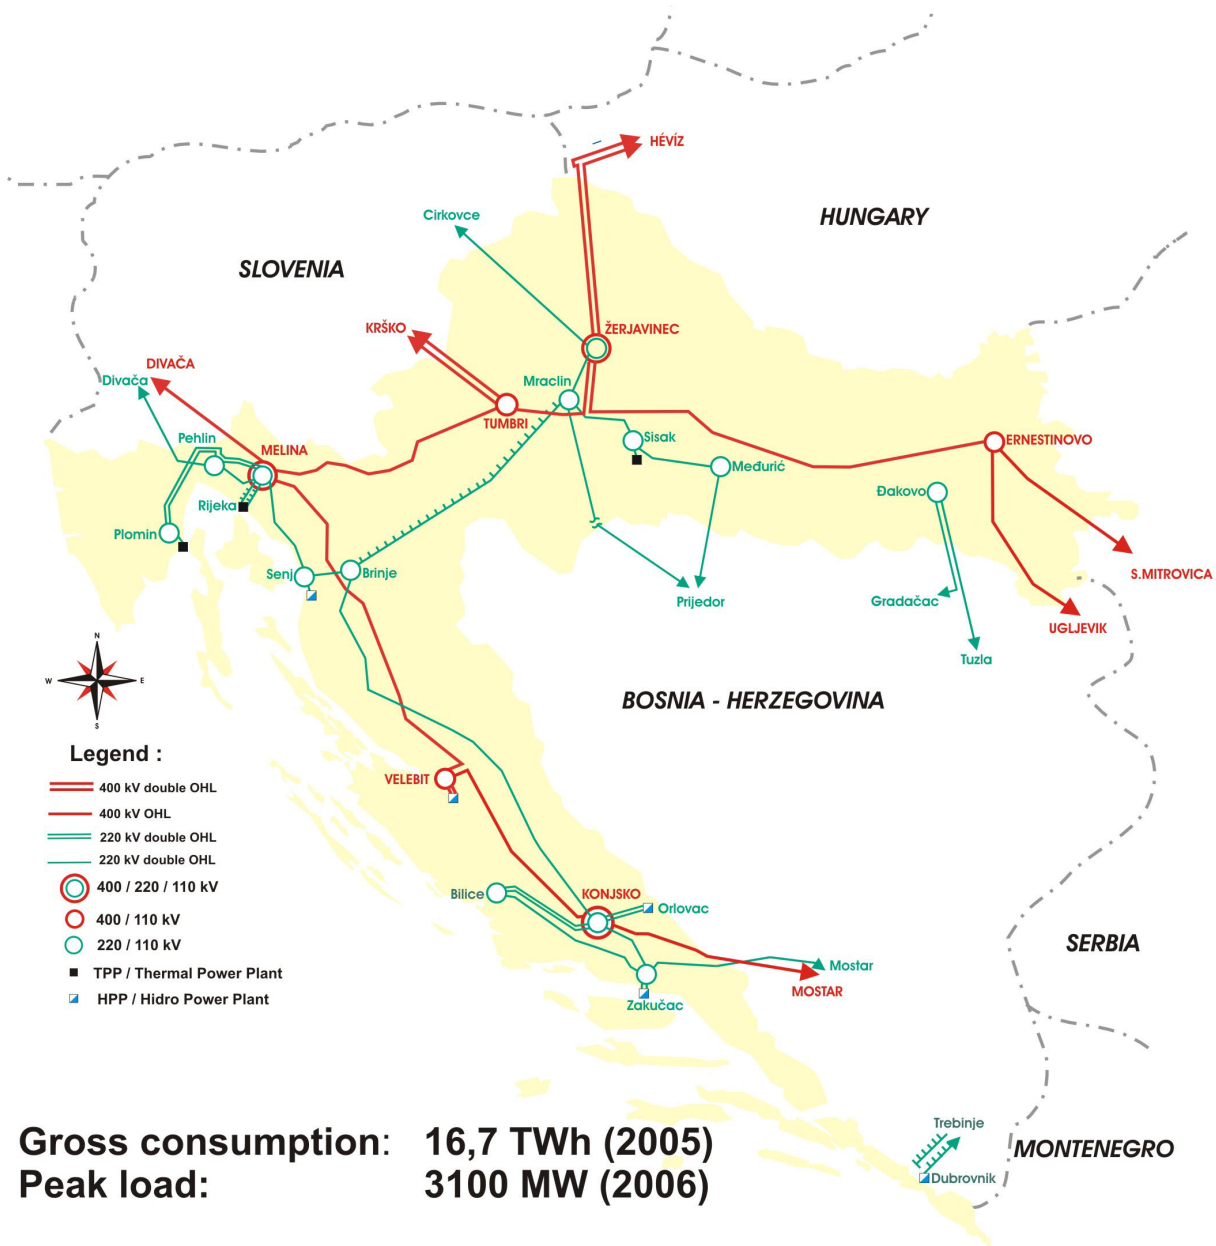 HÉVÍZ
Cirkovce
HUNGARY
SLOVENIA
KRŠKO
ŽERJAVINEC
DIVAČA
Divača
Mraclin
TUMBRI
Pehlin
MELINA
Sisak
ERNESTINOVO
Međurić
Rijeka
Đakovo
Plomin
Senj
Brinje
S.MITROVICA
Prijedor
Gradačac
UGLJEVIK
Tuzla
N
W
E
S
BOSNIA - HERZEGOVINA
Legend :
400 kV double OHL
400 kV OHL
220 kV double OHL
220 kV double OHL
400 / 220 / 110 kV
400 / 110 kV
220 / 110 kV
TPP / Thermal Power Plant
HPP / Hidro Power Plant
VELEBIT
Bilice
KONJSKO
Orlovac
SERBIA
Mostar
MOSTAR
Zakučac
Trebinje
MONTENEGRO
Dubrovnik
Gross consumption: 16,7 TWh (2005)
Peak load: 3100 MW (2006)